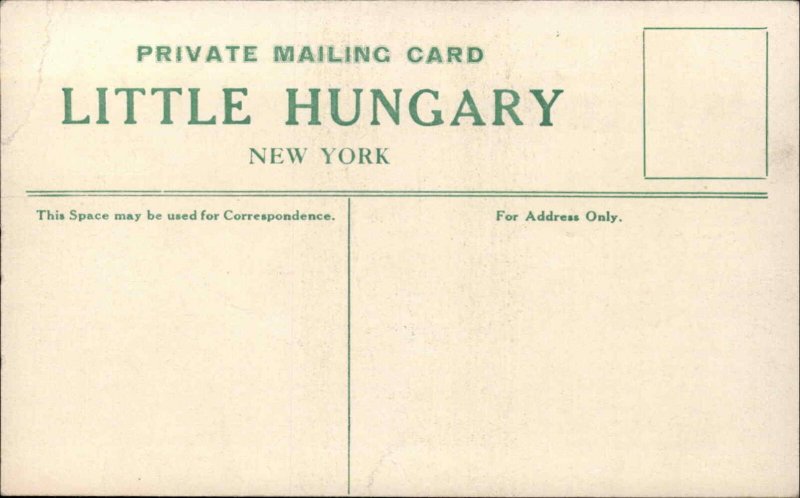 PRIVATE MAILING CARD
LITTLE HUNGARY
NEW YORK
This Space may be used for Correspondence.
For Address Only.